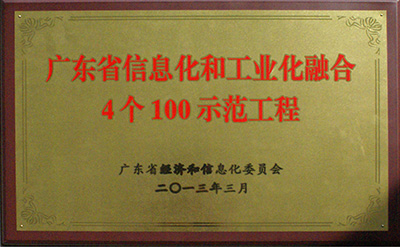 广东省信息化和工业化融合
4个100示范工程
广东省经济和信息化委员会
二〇一三年三月